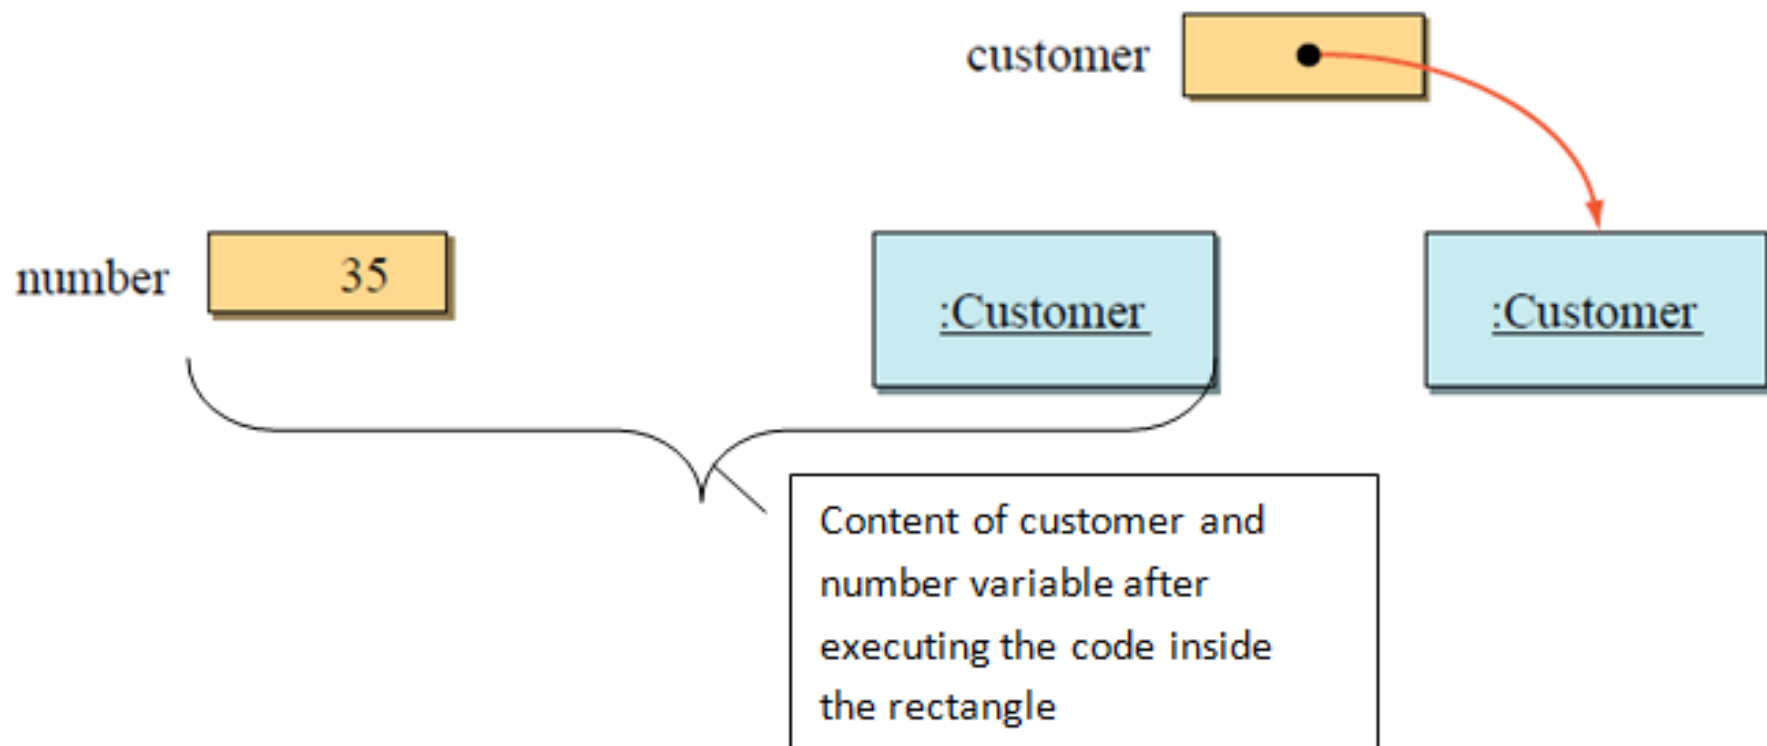 customer
number 35
:Customer :Customer
Content of customer and
number variable after
executing the code inside
the rectangle